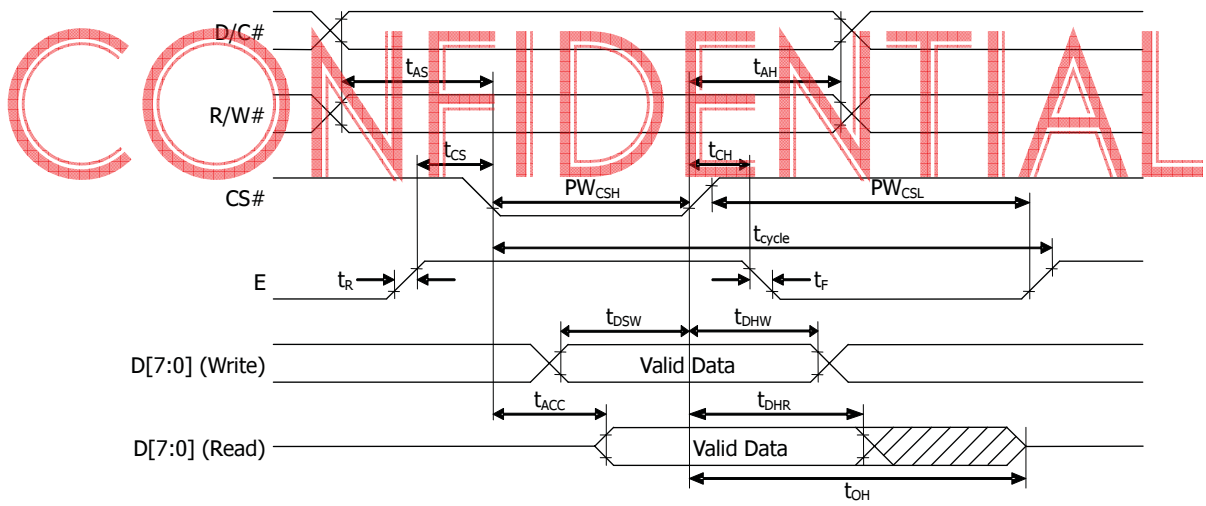 D/C#
CONFIDENTIAL
tAS
tAH
R/W#
tCS
tCH
CS#
PWCSH
PWCSL
tcycle
E
tR
tF
tDSW
tDHW
D[7:0] (Write)
Valid Data
tACC
tDHR
D[7:0] (Read)
Valid Data
tOH